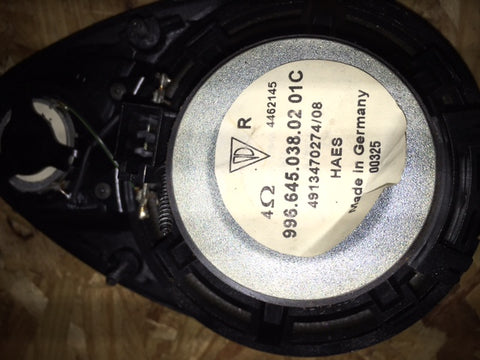 R 4462145
4Ω
996.645.038.02 01C
4913470274/08
HAES
Made in Germany
00325